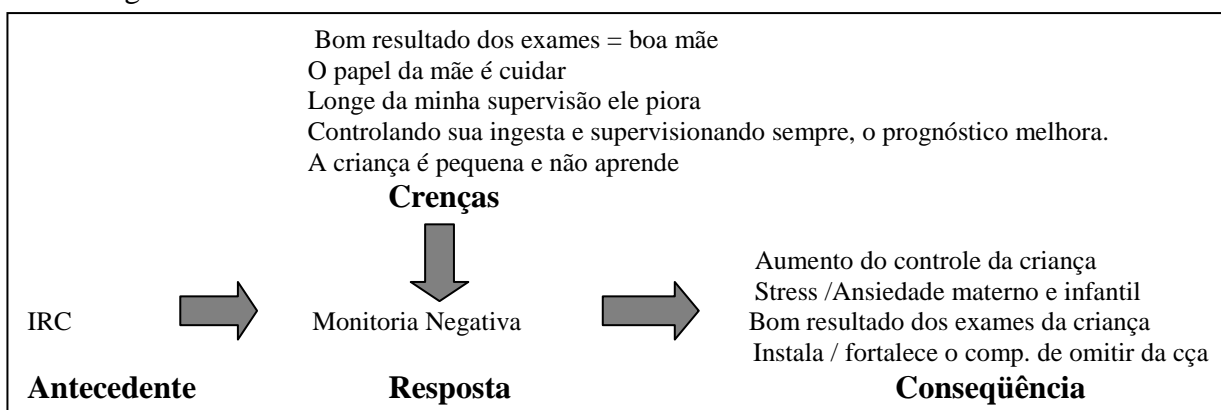 Bom resultado dos exames = boa mãe
O papel da mãe é cuidar
Longe da minha supervisão ele piora
Controlando sua ingesta e supervisionando sempre, o prognóstico melhora.
A criança é pequena e não aprende
Crenças
Aumento do controle da criança
Stress /Ansiedade materno e infantil
IRC
Monitoria Negativa
Bom resultado dos exames da criança
Instala / fortalece o comp. de omitir da cça
Antecedente
Resposta
Conseqüência